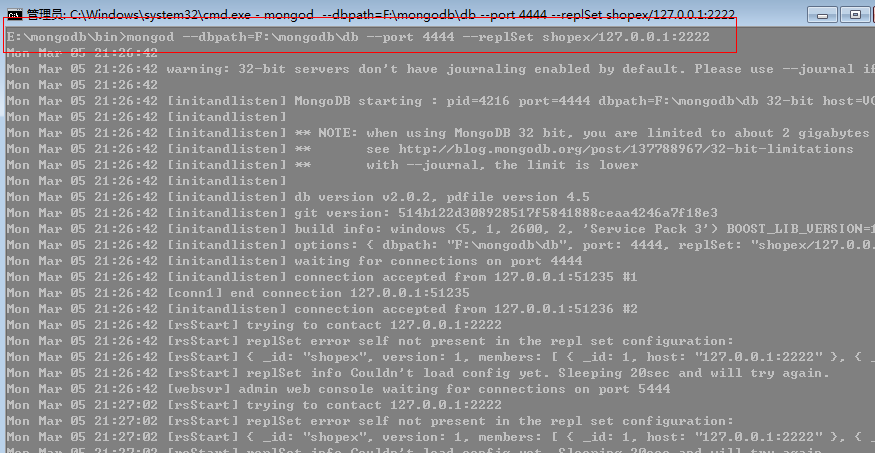 管理员: C:\Windows\system32\cmd.exe - mongod  --dbpath=F:\mongodb\db --port 4444 --replSet shopex/127.0.0.1:2222
E:\mongodb\bin>mongod --dbpath=F:\mongodb\db --port 4444 --replSet shopex/127.0.0.1:2222
Mon Mar 05 21:26:42
Mon Mar 05 21:26:42 warning: 32-bit servers don't have journaling enabled by default. Please use --journal if
Mon Mar 05 21:26:42
Mon Mar 05 21:26:42 [initandlisten] MongoDB starting : pid=4216 port=4444 dbpath=F:\mongodb\db 32-bit host=VC
Mon Mar 05 21:26:42 [initandlisten]
Mon Mar 05 21:26:42 [initandlisten] ** NOTE: when using MongoDB 32 bit, you are limited to about 2 gigabytes
Mon Mar 05 21:26:42 [initandlisten] **       see http://blog.mongodb.org/post/137788967/32-bit-limitations
Mon Mar 05 21:26:42 [initandlisten] **       with --journal, the limit is lower
Mon Mar 05 21:26:42 [initandlisten]
Mon Mar 05 21:26:42 [initandlisten] db version v2.0.2, pdfile version 4.5
Mon Mar 05 21:26:42 [initandlisten] git version: 514b122d308928517f5841888ceaa4246a7f18e3
Mon Mar 05 21:26:42 [initandlisten] build info: windows (5, 1, 2600, 2, 'Service Pack 3') BOOST_LIB_VERSION=1
Mon Mar 05 21:26:42 [initandlisten] options: { dbpath: "F:\mongodb\db", port: 4444, replSet: "shopex/127.0.0.
Mon Mar 05 21:26:42 [initandlisten] waiting for connections on port 4444
Mon Mar 05 21:26:42 [initandlisten] connection accepted from 127.0.0.1:51235 #1
Mon Mar 05 21:26:42 [conn1] end connection 127.0.0.1:51235
Mon Mar 05 21:26:42 [initandlisten] connection accepted from 127.0.0.1:51236 #2
Mon Mar 05 21:26:42 [rsStart] trying to contact 127.0.0.1:2222
Mon Mar 05 21:26:42 [rsStart] replSet error self not present in the repl set configuration:
Mon Mar 05 21:26:42 [rsStart] { _id: "shopex", version: 1, members: [ { _id: 1, host: "127.0.0.1:2222" }, { _
Mon Mar 05 21:26:42 [rsStart] replSet info Couldn't load config yet. Sleeping 20sec and will try again.
Mon Mar 05 21:26:42 [websvr] admin web console waiting for connections on port 5444
Mon Mar 05 21:27:02 [rsStart] trying to contact 127.0.0.1:2222
Mon Mar 05 21:27:02 [rsStart] replSet error self not present in the repl set configuration:
Mon Mar 05 21:27:02 [rsStart] { _id: "shopex", version: 1, members: [ { _id: 1, host: "127.0.0.1:2222" }, { _
Mon Mar 05 21:27:02 [rsStart] replSet info Couldn't load config yet. Sleeping 20sec and will try again